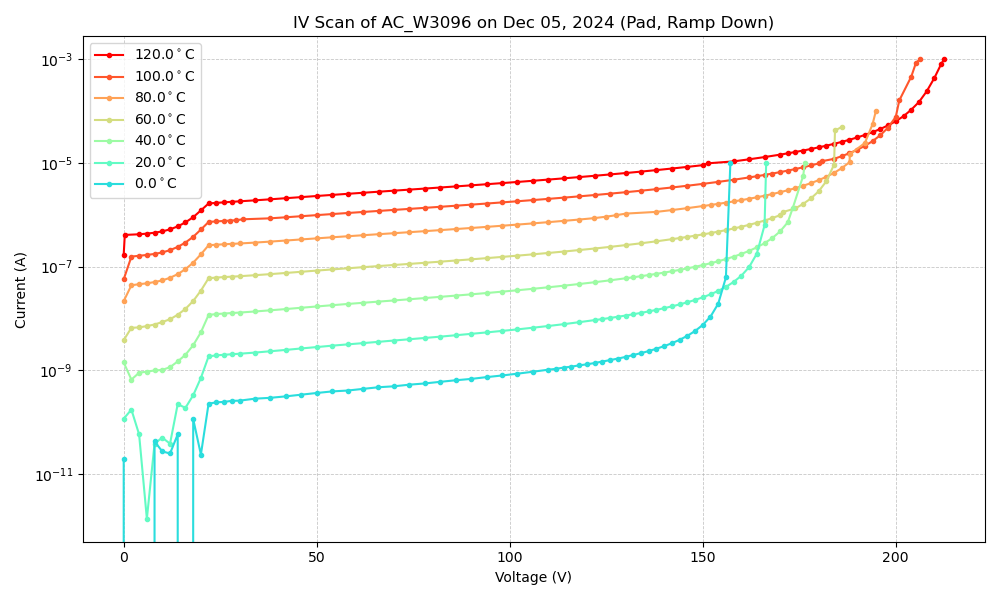 IV Scan of AC_W3096 on Dec 05, 2024 (Pad, Ramp Down)
120.0°C
100.0°C
80.0°C
60.0°C
40.0°C
20.0°C
0.0°C
Current (A)
10⁻³
10⁻⁵
10⁻⁷
10⁻⁹
10⁻¹¹
0 50 100 150 200
Voltage (V)